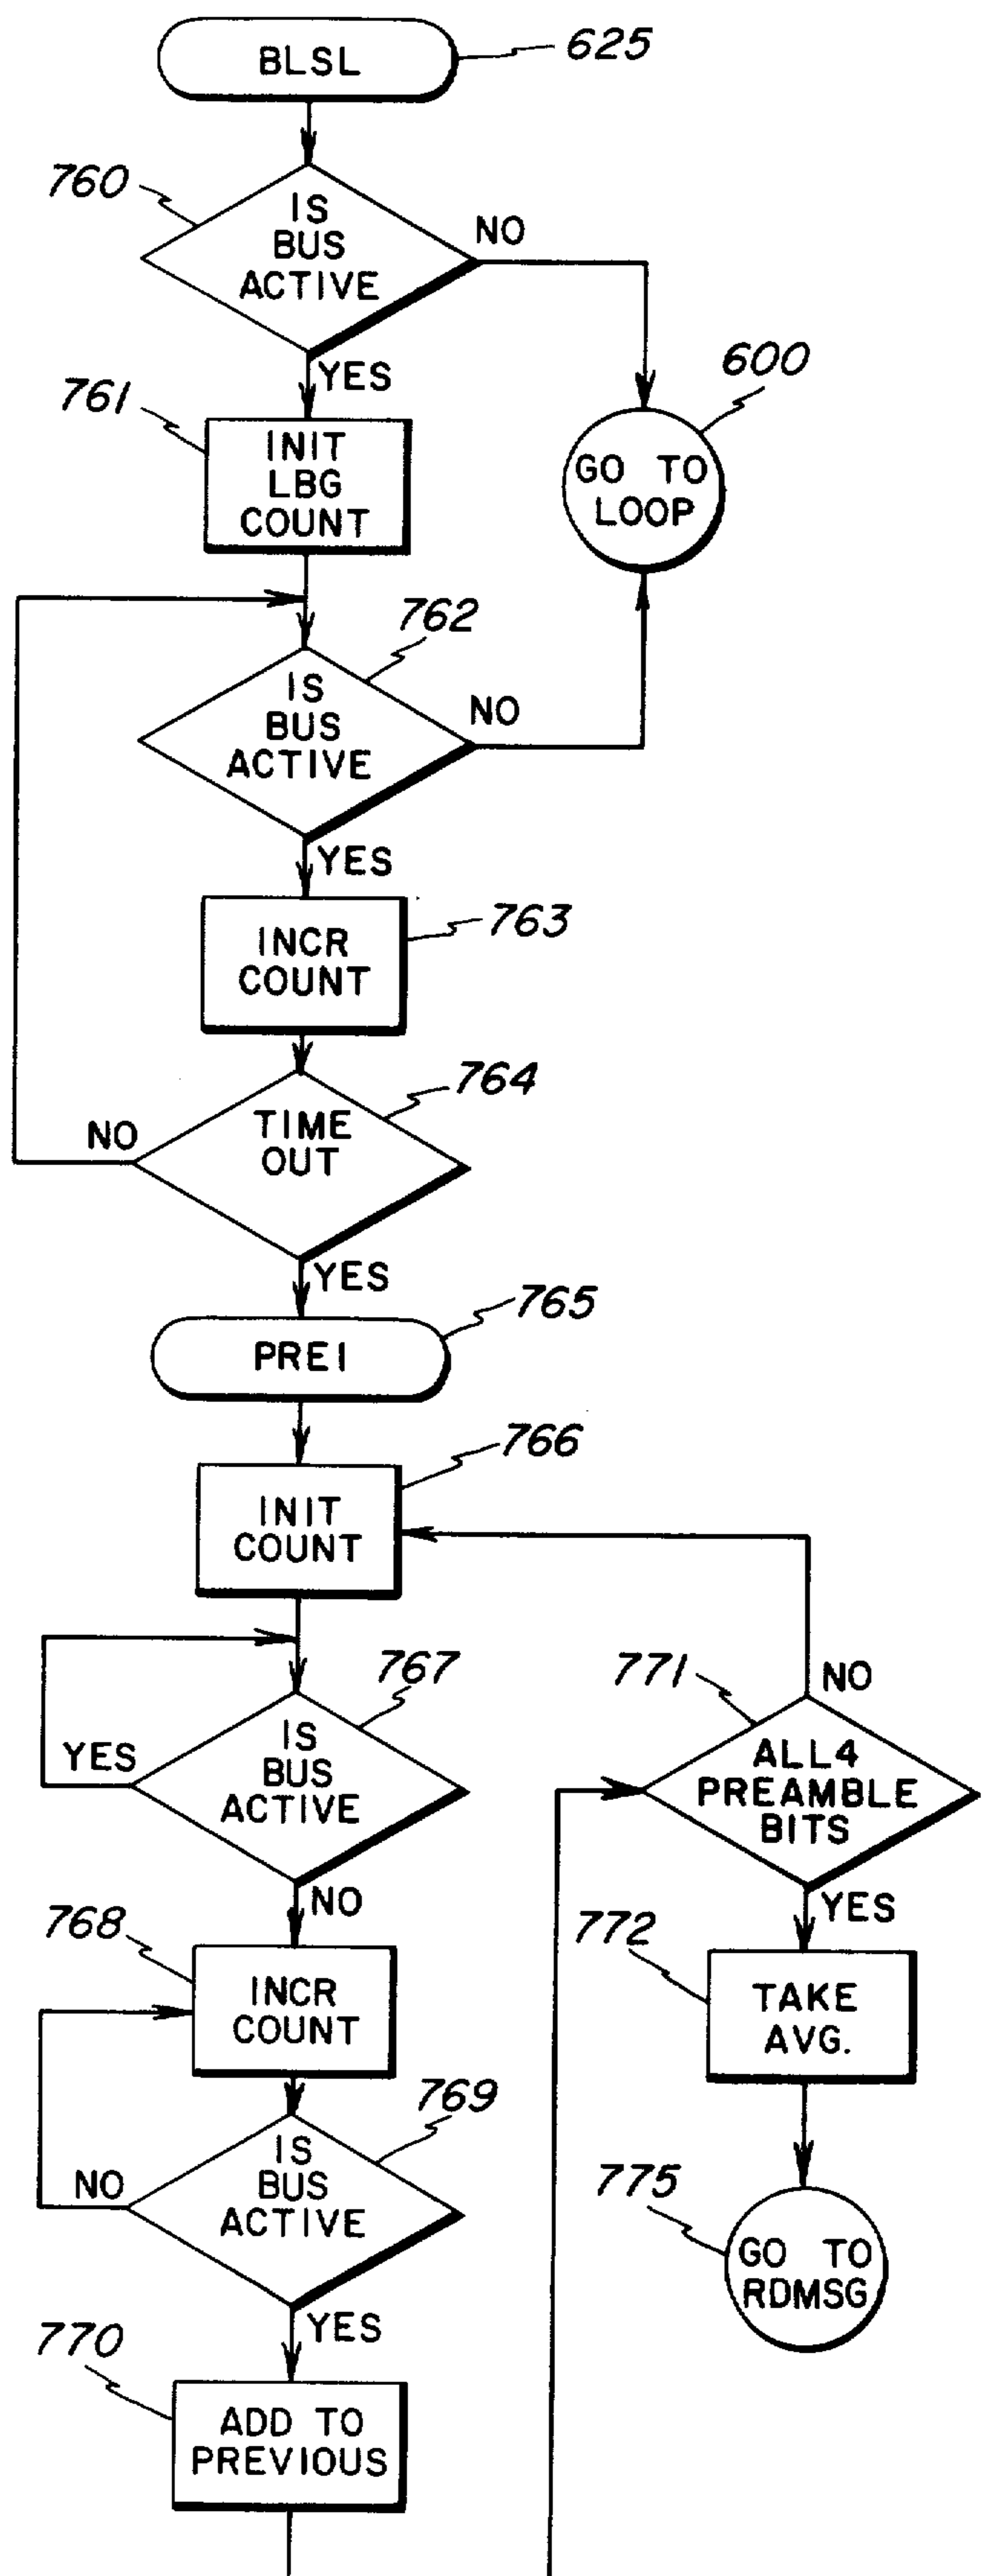 BLSL
625
760
IS
BUS
ACTIVE
NO
YES
761
INIT
LBG
COUNT
600
GO TO
LOOP
762
IS
BUS
ACTIVE
NO
YES
763
INCR
COUNT
764
TIME
OUT
NO
YES
765
PRE1
766
INIT
COUNT
767
IS
BUS
ACTIVE
YES
NO
768
INCR
COUNT
769
IS
BUS
ACTIVE
NO
YES
770
ADD TO
PREVIOUS
771
NO
ALL4
PREAMBLE
BITS
YES
772
TAKE
AVG.
775
GO TO
RDMSG